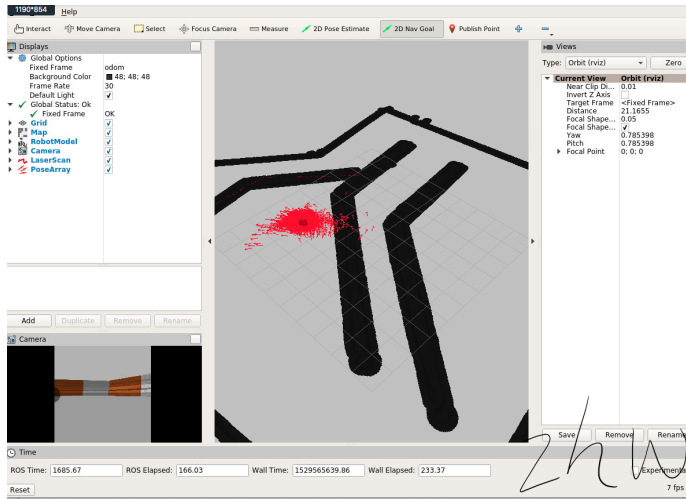 1190*854 Help
Interact Move Camera Select Focus Camera Measure 2D Pose Estimate 2D Nav Goal Publish Point
Displays
Global Options
Fixed Frame odom
Background Color 48; 48; 48
Frame Rate 30
Default Light
Global Status: Ok
Fixed Frame OK
Grid
Map
RobotModel
Camera
LaserScan
PoseArray
Add Duplicate Remove Rename
Camera
Views
Type: Orbit (rviz) Zero
Current View Orbit (rviz)
Near Clip Di... 0.01
Invert Z Axis
Target Frame <Fixed Frame>
Distance 21.1655
Focal Shape... 0.05
Focal Shape...
Yaw 0.785398
Pitch 0.785398
Focal Point 0; 0; 0
Save Remove Rename
Time
ROS Time: 1685.67 ROS Elapsed: 166.03 Wall Time: 1529565639.86 Wall Elapsed: 233.37 Experimenta
Reset 7 fps